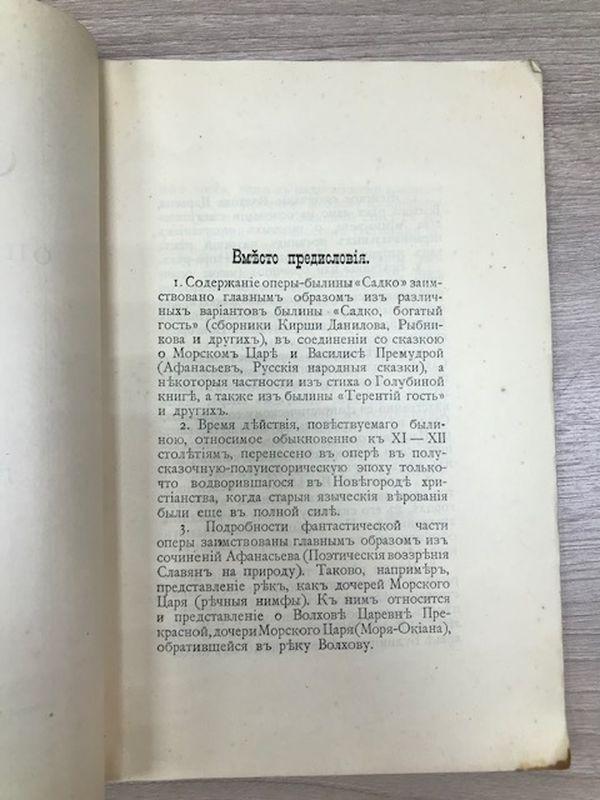 Вмѣсто предисловія.
1. Содержаніе оперы-былины «Садко» заим-
ствовано главнымъ образомъ изъ различ-
ныхъ варіантовъ былины «Садко, богатый
гость» (сборники Кирши Данилова, Рыбни-
кова и другихъ), въ соединеніи со сказкою
о Морскомъ Царѣ и Василисѣ Премудрой
(Афанасьевъ, Русскія народныя сказки), а
нѣкоторыя частности изъ стиха о Голубиной
книгѣ, а также изъ былины «Терентій гость»
и другихъ.
2. Время дѣйствія, повѣствуемаго были-
ною, относимое обыкновенно къ XI—XII
столѣтіямъ, перенесено въ оперѣ въ полу-
сказочную-полуисторическую эпоху только-
что водворившагося въ Новѣгородѣ хри-
стіанства, когда старыя языческія вѣрованія
были еще въ полной силѣ.
3. Подробности фантастической части
оперы заимствованы главнымъ образомъ изъ
сочиненій Афанасьева (Поэтическія воззрѣнія
Славянъ на природу). Таково, напримѣръ,
представленіе рѣкъ, какъ дочерей Морского
Царя (рѣчныя нимфы). Къ нимъ относится
и представленіе о Волховѣ Царевнѣ Пре-
красной, дочери Морского Царя (Моря-Окіана),
обратившейся въ рѣку Волхову.